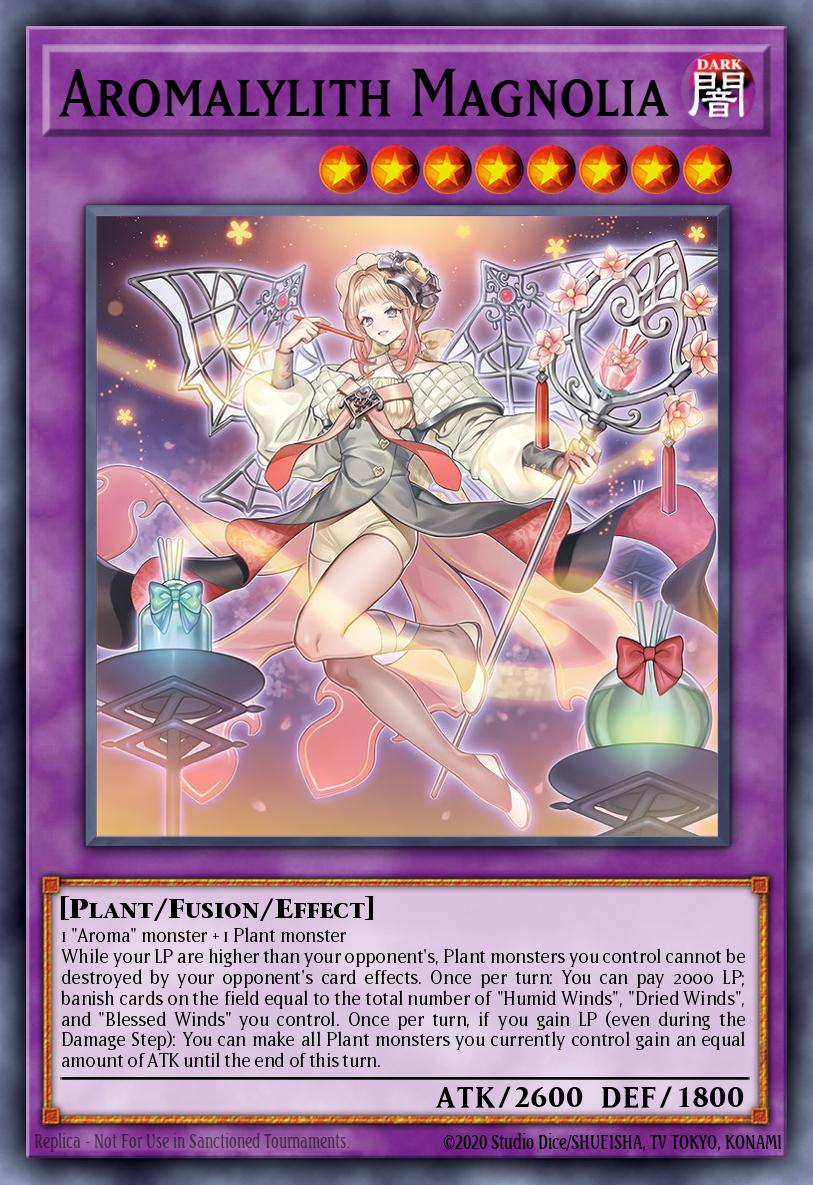 Aromalylith Magnolia
DARK
闇
[Plant/Fusion/Effect]
1 "Aroma" monster + 1 Plant monster
While your LP are higher than your opponent's, Plant monsters you control cannot be
destroyed by your opponent's card effects. Once per turn: You can pay 2000 LP;
banish cards on the field equal to the total number of "Humid Winds", "Dried Winds",
and "Blessed Winds" you control. Once per turn, if you gain LP (even during the
Damage Step): You can make all Plant monsters you currently control gain an equal
amount of ATK until the end of this turn.
ATK/2600 DEF/1800
Replica - Not For Use in Sanctioned Tournaments.
©2020 Studio Dice/SHUEISHA, TV TOKYO, KONAMI